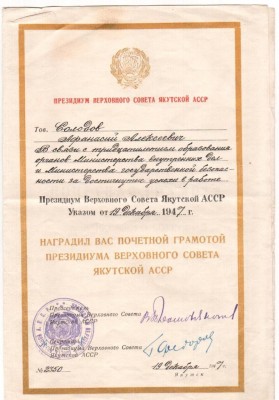 ПРЕЗИДИУМ ВЕРХОВНОГО СОВЕТА ЯКУТСКОЙ АССР
Тов. Солодов
Афанасий Алексеевич
В связи с тридцатилетием образования
органов Министерства внутренних дел
и Министерства государственной безопас-
ности за достигнутые успехи в работе
Президиум Верховного Совета Якутской АССР
Указом от 19 декабря 1947 г.
НАГРАДИЛ ВАС ПОЧЕТНОЙ ГРАМОТОЙ
ПРЕЗИДИУМА ВЕРХОВНОГО СОВЕТА
ЯКУТСКОЙ АССР
Председатель
Президиума Верховного Совета
Якутской АССР
Секретарь
Президиума Верховного Совета
Якутской АССР
№ 2350
19 декабря 1947 г.
Якутск